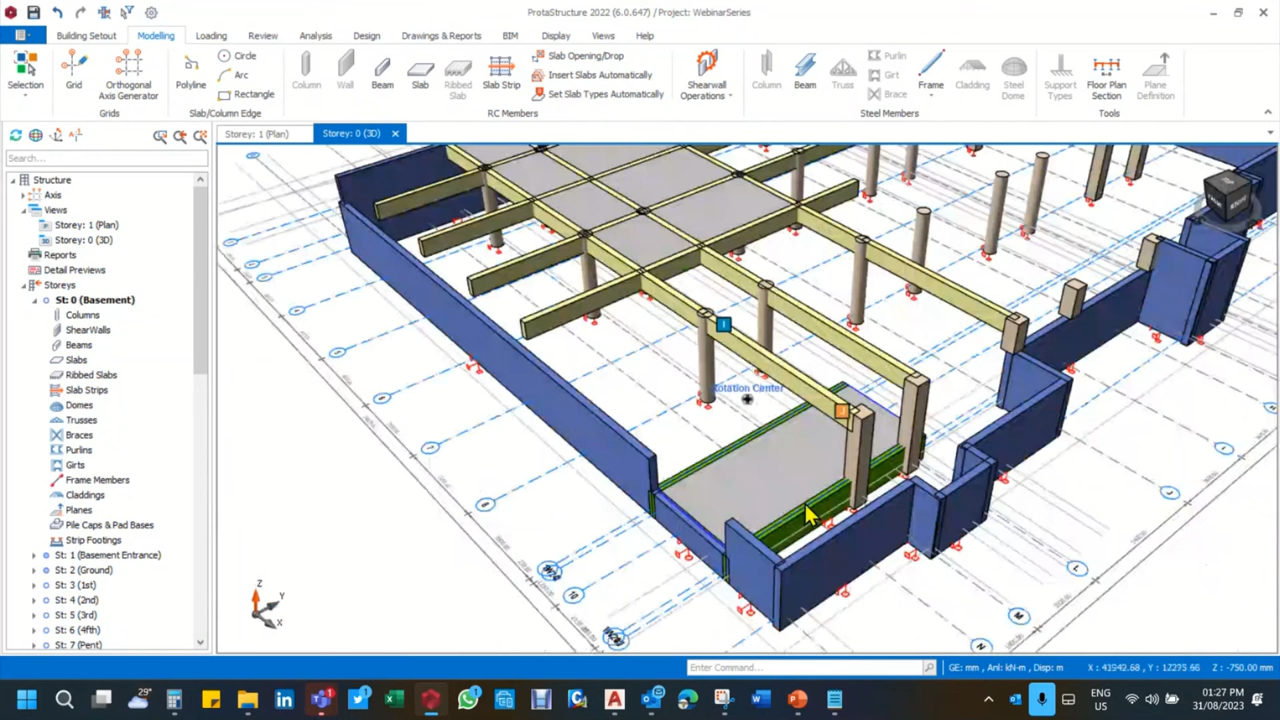 ProtaStructure 2022 (6.0.647) / Project: WebinarSeries
Building Setout Modelling Loading Review Analysis Design Drawings & Reports BIM Display Views Help
Selection
Grid
Orthogonal Axis Generator
Grids
Polyline
Circle
Arc
Rectangle
Slab/Column Edge
Column
Wall
Beam
Slab
Ribbed Slab
Slab Strip
Slab Opening/Drop
Insert Slabs Automatically
Set Slab Types Automatically
RC Members
Shearwall Operations
Column
Beam
Truss
Purlin
Girt
Brace
Frame
Cladding
Steel Dome
Steel Members
Support Types
Floor Plan Section
Plane Definition
Tools
Storey: 1 (Plan)
Storey: 0 (3D)
Search...
Structure
Axis
Views
Storey: 1 (Plan)
Storey: 0 (3D)
Reports
Detail Previews
Storeys
St: 0 (Basement)
Columns
ShearWalls
Beams
Slabs
Ribbed Slabs
Slab Strips
Domes
Trusses
Braces
Purlins
Girts
Frame Members
Claddings
Planes
Pile Caps & Pad Bases
Strip Footings
St: 1 (Basement Entrance)
St: 2 (Ground)
St: 3 (1st)
St: 4 (2nd)
St: 5 (3rd)
St: 6 (4fth)
St: 7 (Pent)
I
J
Rotation Center
10
L
M
N
Z
Y
X
Enter Command...
GE: mm, Anl: kN-m, Disp: m
X : 41942.68 , Y : 17275.66
Z : -750.00 mm
29°
ENG
US
01:27 PM
31/08/2023